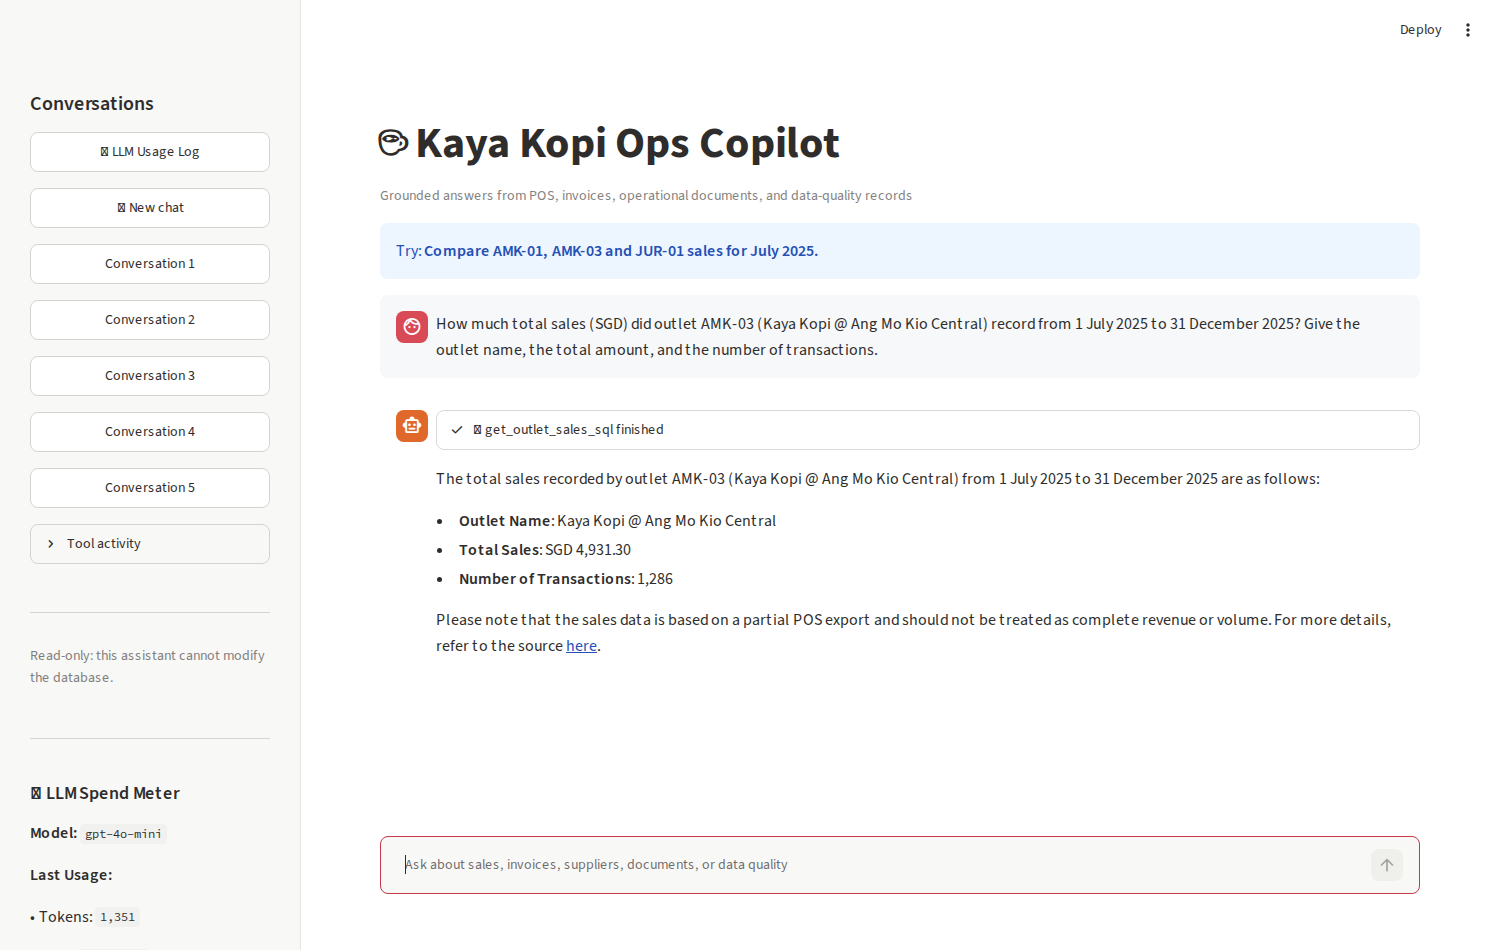 Deploy
Conversations
LLM Usage Log
New chat
Conversation 1
Conversation 2
Conversation 3
Conversation 4
Conversation 5
Tool activity
Read-only: this assistant cannot modify
the database.
LLM Spend Meter
Model: gpt-4o-mini
Last Usage:
• Tokens: 1,351
Kaya Kopi Ops Copilot
Grounded answers from POS, invoices, operational documents, and data-quality records
Try: Compare AMK-01, AMK-03 and JUR-01 sales for July 2025.
How much total sales (SGD) did outlet AMK-03 (Kaya Kopi @ Ang Mo Kio Central) record from 1 July 2025 to 31 December 2025? Give the
outlet name, the total amount, and the number of transactions.
get_outlet_sales_sql finished
The total sales recorded by outlet AMK-03 (Kaya Kopi @ Ang Mo Kio Central) from 1 July 2025 to 31 December 2025 are as follows:
• Outlet Name: Kaya Kopi @ Ang Mo Kio Central
• Total Sales: SGD 4,931.30
• Number of Transactions: 1,286
Please note that the sales data is based on a partial POS export and should not be treated as complete revenue or volume. For more details,
refer to the source here.
Ask about sales, invoices, suppliers, documents, or data quality